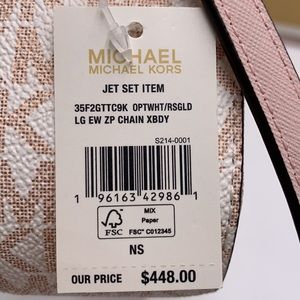 MICHAEL
MICHAEL KORS
JET SET ITEM
35F2GTTC9K OPTWHT/RSGLD
LG EW ZP CHAIN XBDY
S214-0001
1 96163 42986 1
FSC
MIX
Paper
FSC® C012345
NS
OUR PRICE $448.00